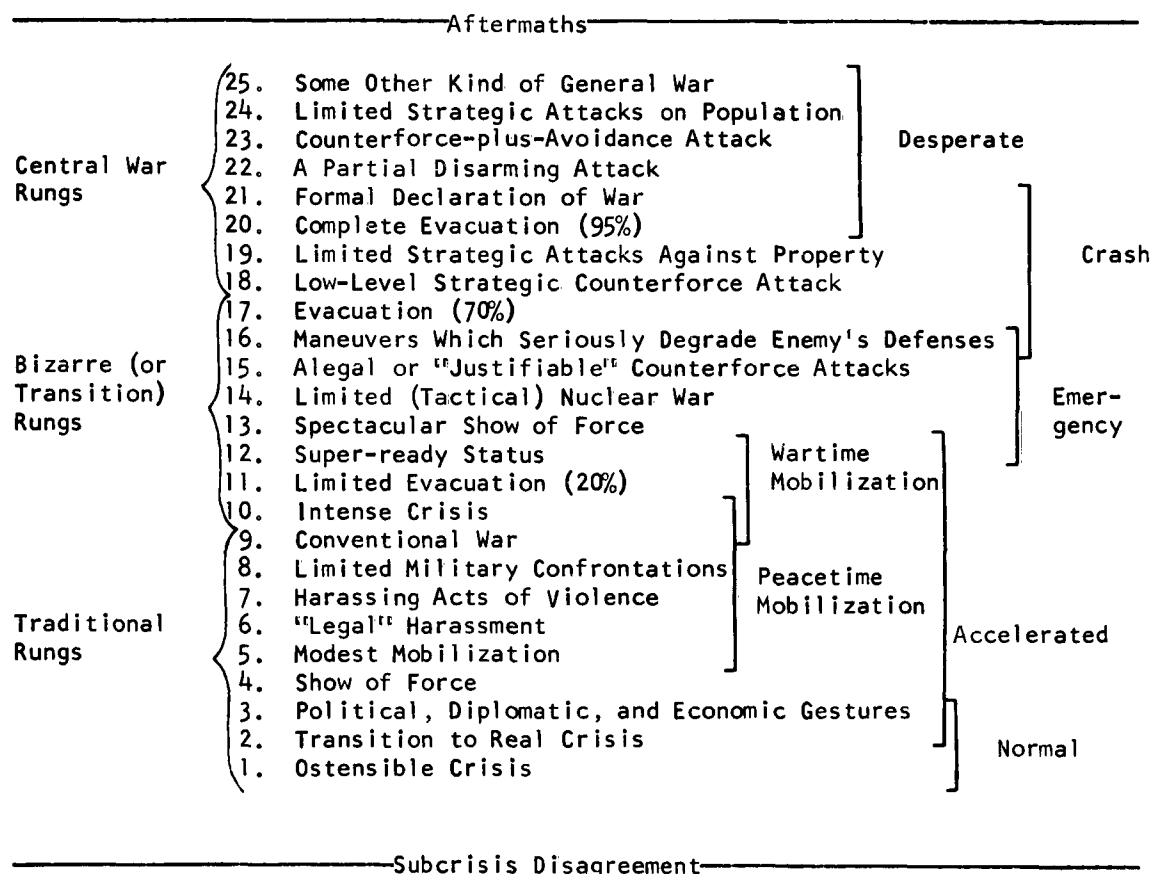 Aftermaths
25. Some Other Kind of General War
24. Limited Strategic Attacks on Population
23. Counterforce-plus-Avoidance Attack
Desperate
Central War
Rungs
22. A Partial Disarming Attack
21. Formal Declaration of War
20. Complete Evacuation (95%)
19. Limited Strategic Attacks Against Property
Crash
18. Low-Level Strategic Counterforce Attack
17. Evacuation (70%)
16. Maneuvers Which Seriously Degrade Enemy's Defenses
Bizarre (or
Transition)
Rungs
15. Alegal or "Justifiable" Counterforce Attacks
14. Limited (Tactical) Nuclear War
Emer-
gency
13. Spectacular Show of Force
12. Super-ready Status
Wartime
Mobilization
11. Limited Evacuation (20%)
10. Intense Crisis
9. Conventional War
8. Limited Military Confrontations
Peacetime
Mobilization
7. Harassing Acts of Violence
Traditional
Rungs
6. "Legal" Harassment
Accelerated
5. Modest Mobilization
4. Show of Force
3. Political, Diplomatic, and Economic Gestures
2. Transition to Real Crisis
Normal
1. Ostensible Crisis
Subcrisis Disagreement